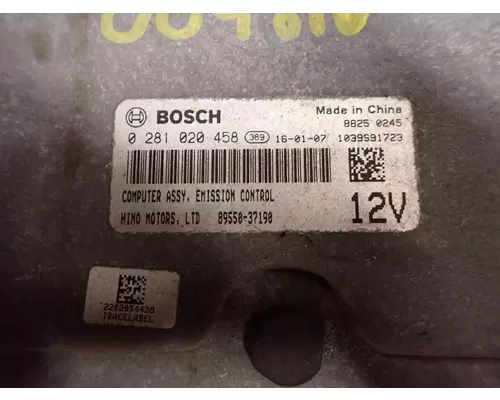 BOSCH
Made in China
8825 0245
0 281 020 458 369 16-01-07 1039S91723
COMPUTER ASSY, EMISSION CONTROL
HINO MOTORS, LTD 89550-37190
12V
*2202054438
TRACELABEL